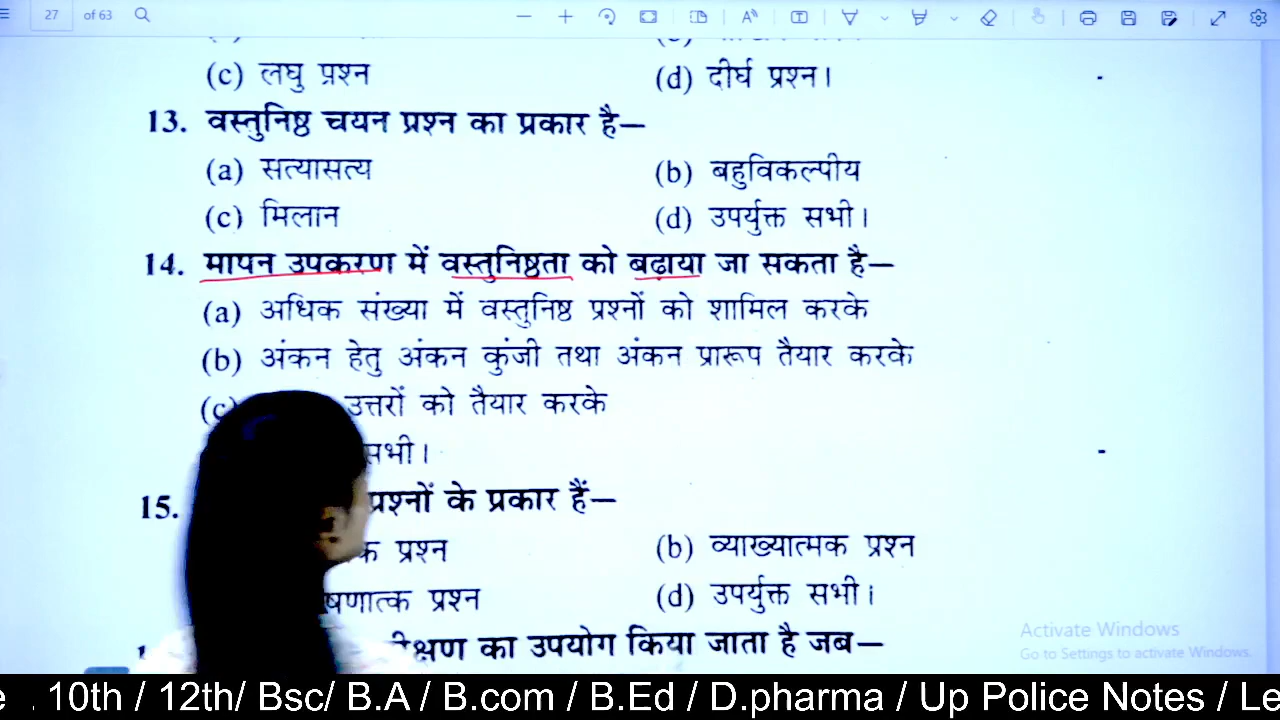 27 of 63
(c) लघु प्रश्न (d) दीर्घ प्रश्न।
13. वस्तुनिष्ठ चयन प्रश्न का प्रकार है—
(a) सत्यासत्य (b) बहुविकल्पीय
(c) मिलान (d) उपर्युक्त सभी।
14. मापन उपकरण में वस्तुनिष्ठता को बढ़ाया जा सकता है—
(a) अधिक संख्या में वस्तुनिष्ठ प्रश्नों को शामिल करके
(b) अंकन हेतु अंकन कुंजी तथा अंकन प्रारूप तैयार करके
(c) उत्तरों को तैयार करके
सभी।
15. प्रश्नों के प्रकार हैं—
प्रश्न (b) व्याख्यात्मक प्रश्न
प्रश्न (d) उपर्युक्त सभी।
का उपयोग किया जाता है जब—
Activate Windows
Go to Settings to activate Windows.
10th / 12th/ Bsc/ B.A / B.com / B.Ed / D.pharma / Up Police Notes / Le